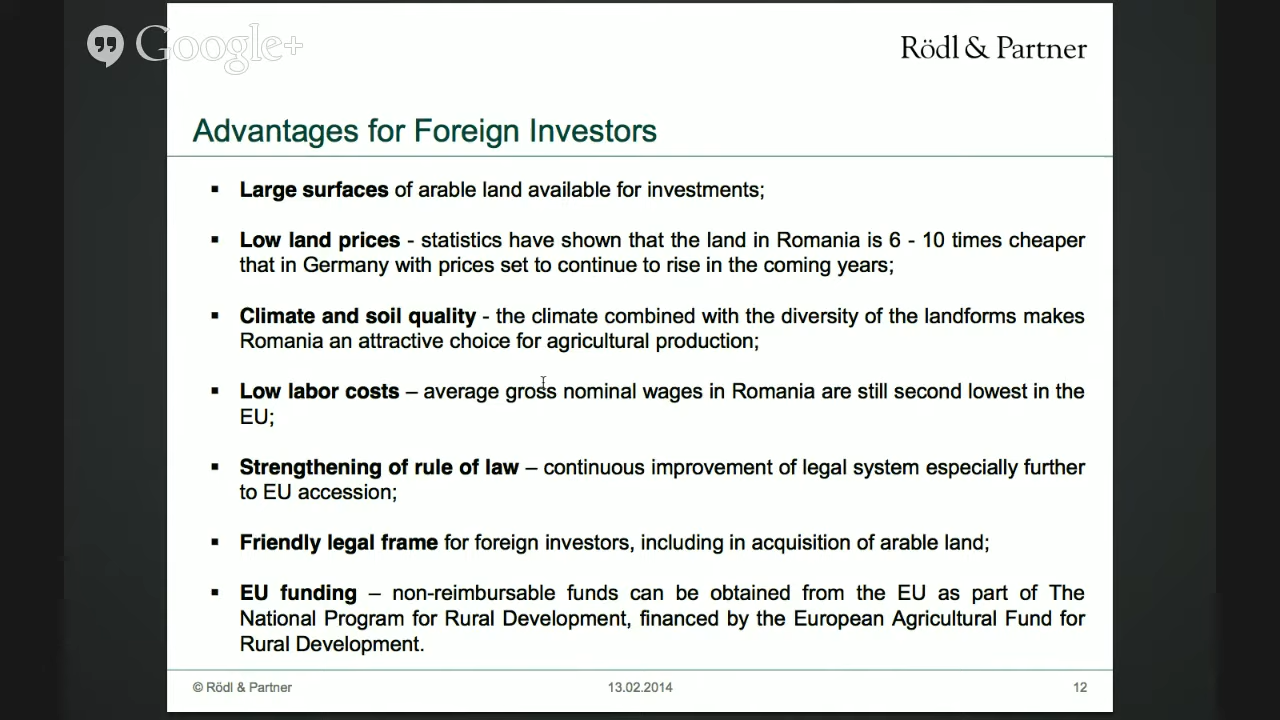 Google+
Rödl & Partner
Advantages for Foreign Investors
▪ Large surfaces of arable land available for investments;
▪ Low land prices - statistics have shown that the land in Romania is 6 - 10 times cheaper
that in Germany with prices set to continue to rise in the coming years;
▪ Climate and soil quality - the climate combined with the diversity of the landforms makes
Romania an attractive choice for agricultural production;
▪ Low labor costs – average gross nominal wages in Romania are still second lowest in the
EU;
▪ Strengthening of rule of law – continuous improvement of legal system especially further
to EU accession;
▪ Friendly legal frame for foreign investors, including in acquisition of arable land;
▪ EU funding – non-reimbursable funds can be obtained from the EU as part of The
National Program for Rural Development, financed by the European Agricultural Fund for
Rural Development.
© Rödl & Partner 13.02.2014 12